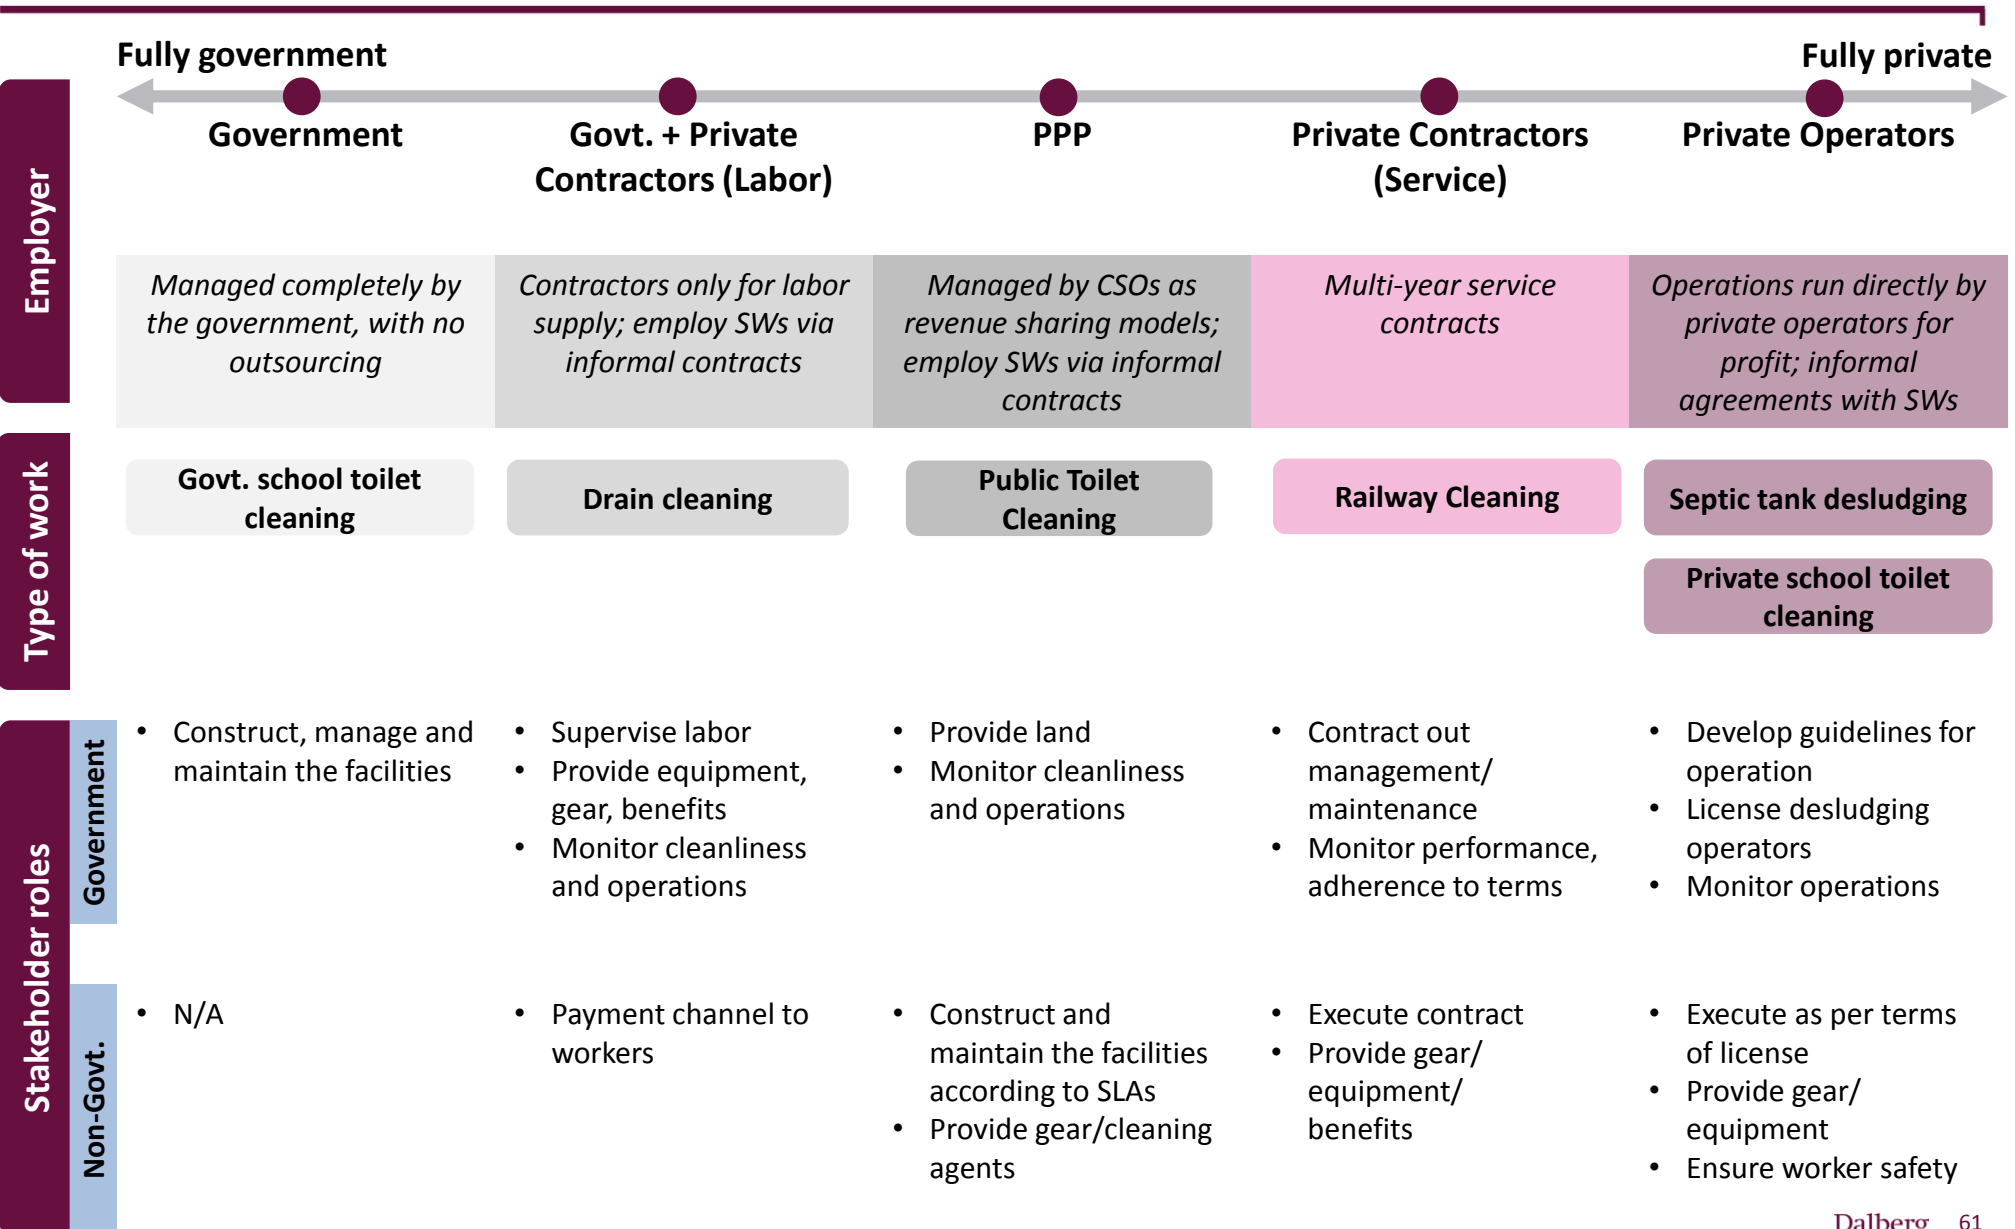 Fully government
Fully private
Employer
Government
Govt. + Private
Contractors (Labor)
PPP
Private Contractors
(Service)
Private Operators
Managed completely by
the government, with no
outsourcing
Contractors only for labor
supply; employ SWs via
informal contracts
Managed by CSOs as
revenue sharing models;
employ SWs via informal
contracts
Multi-year service
contracts
Operations run directly by
private operators for
profit; informal
agreements with SWs
Type of work
Govt. school toilet
cleaning
Drain cleaning
Public Toilet
Cleaning
Railway Cleaning
Septic tank desludging
Private school toilet
cleaning
Stakeholder roles
Government
• Construct, manage and
maintain the facilities
• Supervise labor
• Provide equipment,
gear, benefits
• Monitor cleanliness
and operations
• Provide land
• Monitor cleanliness
and operations
• Contract out
management/
maintenance
• Monitor performance,
adherence to terms
• Develop guidelines for
operation
• License desludging
operators
• Monitor operations
Non-Govt.
• N/A
• Payment channel to
workers
• Construct and
maintain the facilities
according to SLAs
• Provide gear/cleaning
agents
• Execute contract
• Provide gear/
equipment/
benefits
• Execute as per terms
of license
• Provide gear/
equipment
• Ensure worker safety
Dalberg 61